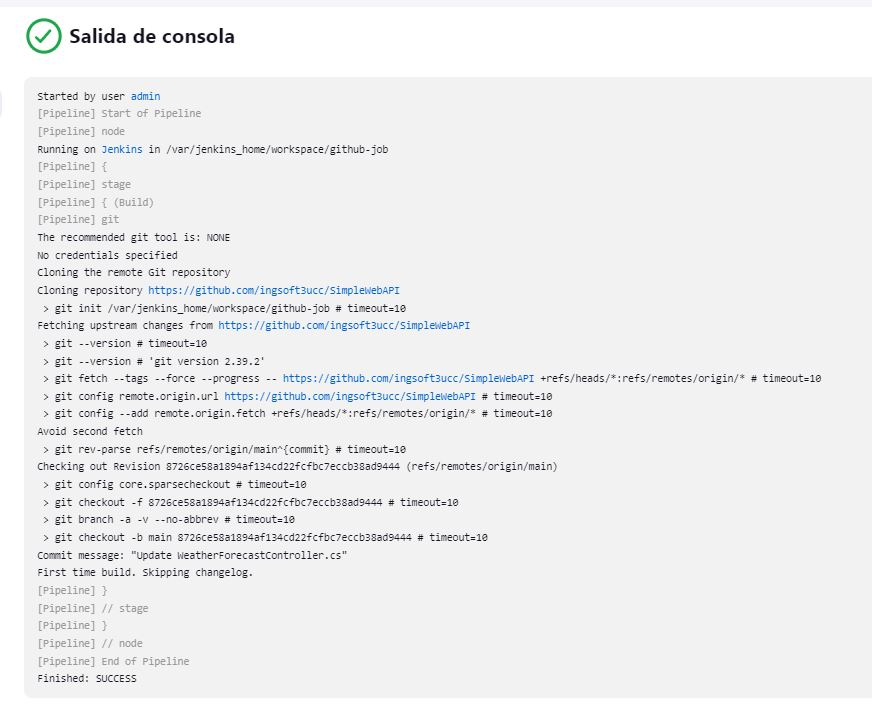 Salida de consola
Started by user admin
[Pipeline] Start of Pipeline
[Pipeline] node
Running on Jenkins in /var/jenkins_home/workspace/github-job
[Pipeline] {
[Pipeline] stage
[Pipeline] { (Build)
[Pipeline] git
The recommended git tool is: NONE
No credentials specified
Cloning the remote Git repository
Cloning repository https://github.com/ingsoft3ucc/SimpleWebAPI
 > git init /var/jenkins_home/workspace/github-job # timeout=10
Fetching upstream changes from https://github.com/ingsoft3ucc/SimpleWebAPI
 > git --version # timeout=10
 > git --version # 'git version 2.39.2'
 > git fetch --tags --force --progress -- https://github.com/ingsoft3ucc/SimpleWebAPI +refs/heads/*:refs/remotes/origin/* # timeout=10
 > git config remote.origin.url https://github.com/ingsoft3ucc/SimpleWebAPI # timeout=10
 > git config --add remote.origin.fetch +refs/heads/*:refs/remotes/origin/* # timeout=10
Avoid second fetch
 > git rev-parse refs/remotes/origin/main^{commit} # timeout=10
Checking out Revision 8726ce58a1894af134cd22fcfbc7eccb38ad9444 (refs/remotes/origin/main)
 > git config core.sparsecheckout # timeout=10
 > git checkout -f 8726ce58a1894af134cd22fcfbc7eccb38ad9444 # timeout=10
 > git branch -a -v --no-abbrev # timeout=10
 > git checkout -b main 8726ce58a1894af134cd22fcfbc7eccb38ad9444 # timeout=10
Commit message: "Update WeatherForecastController.cs"
First time build. Skipping changelog.
[Pipeline] }
[Pipeline] // stage
[Pipeline] }
[Pipeline] // node
[Pipeline] End of Pipeline
Finished: SUCCESS